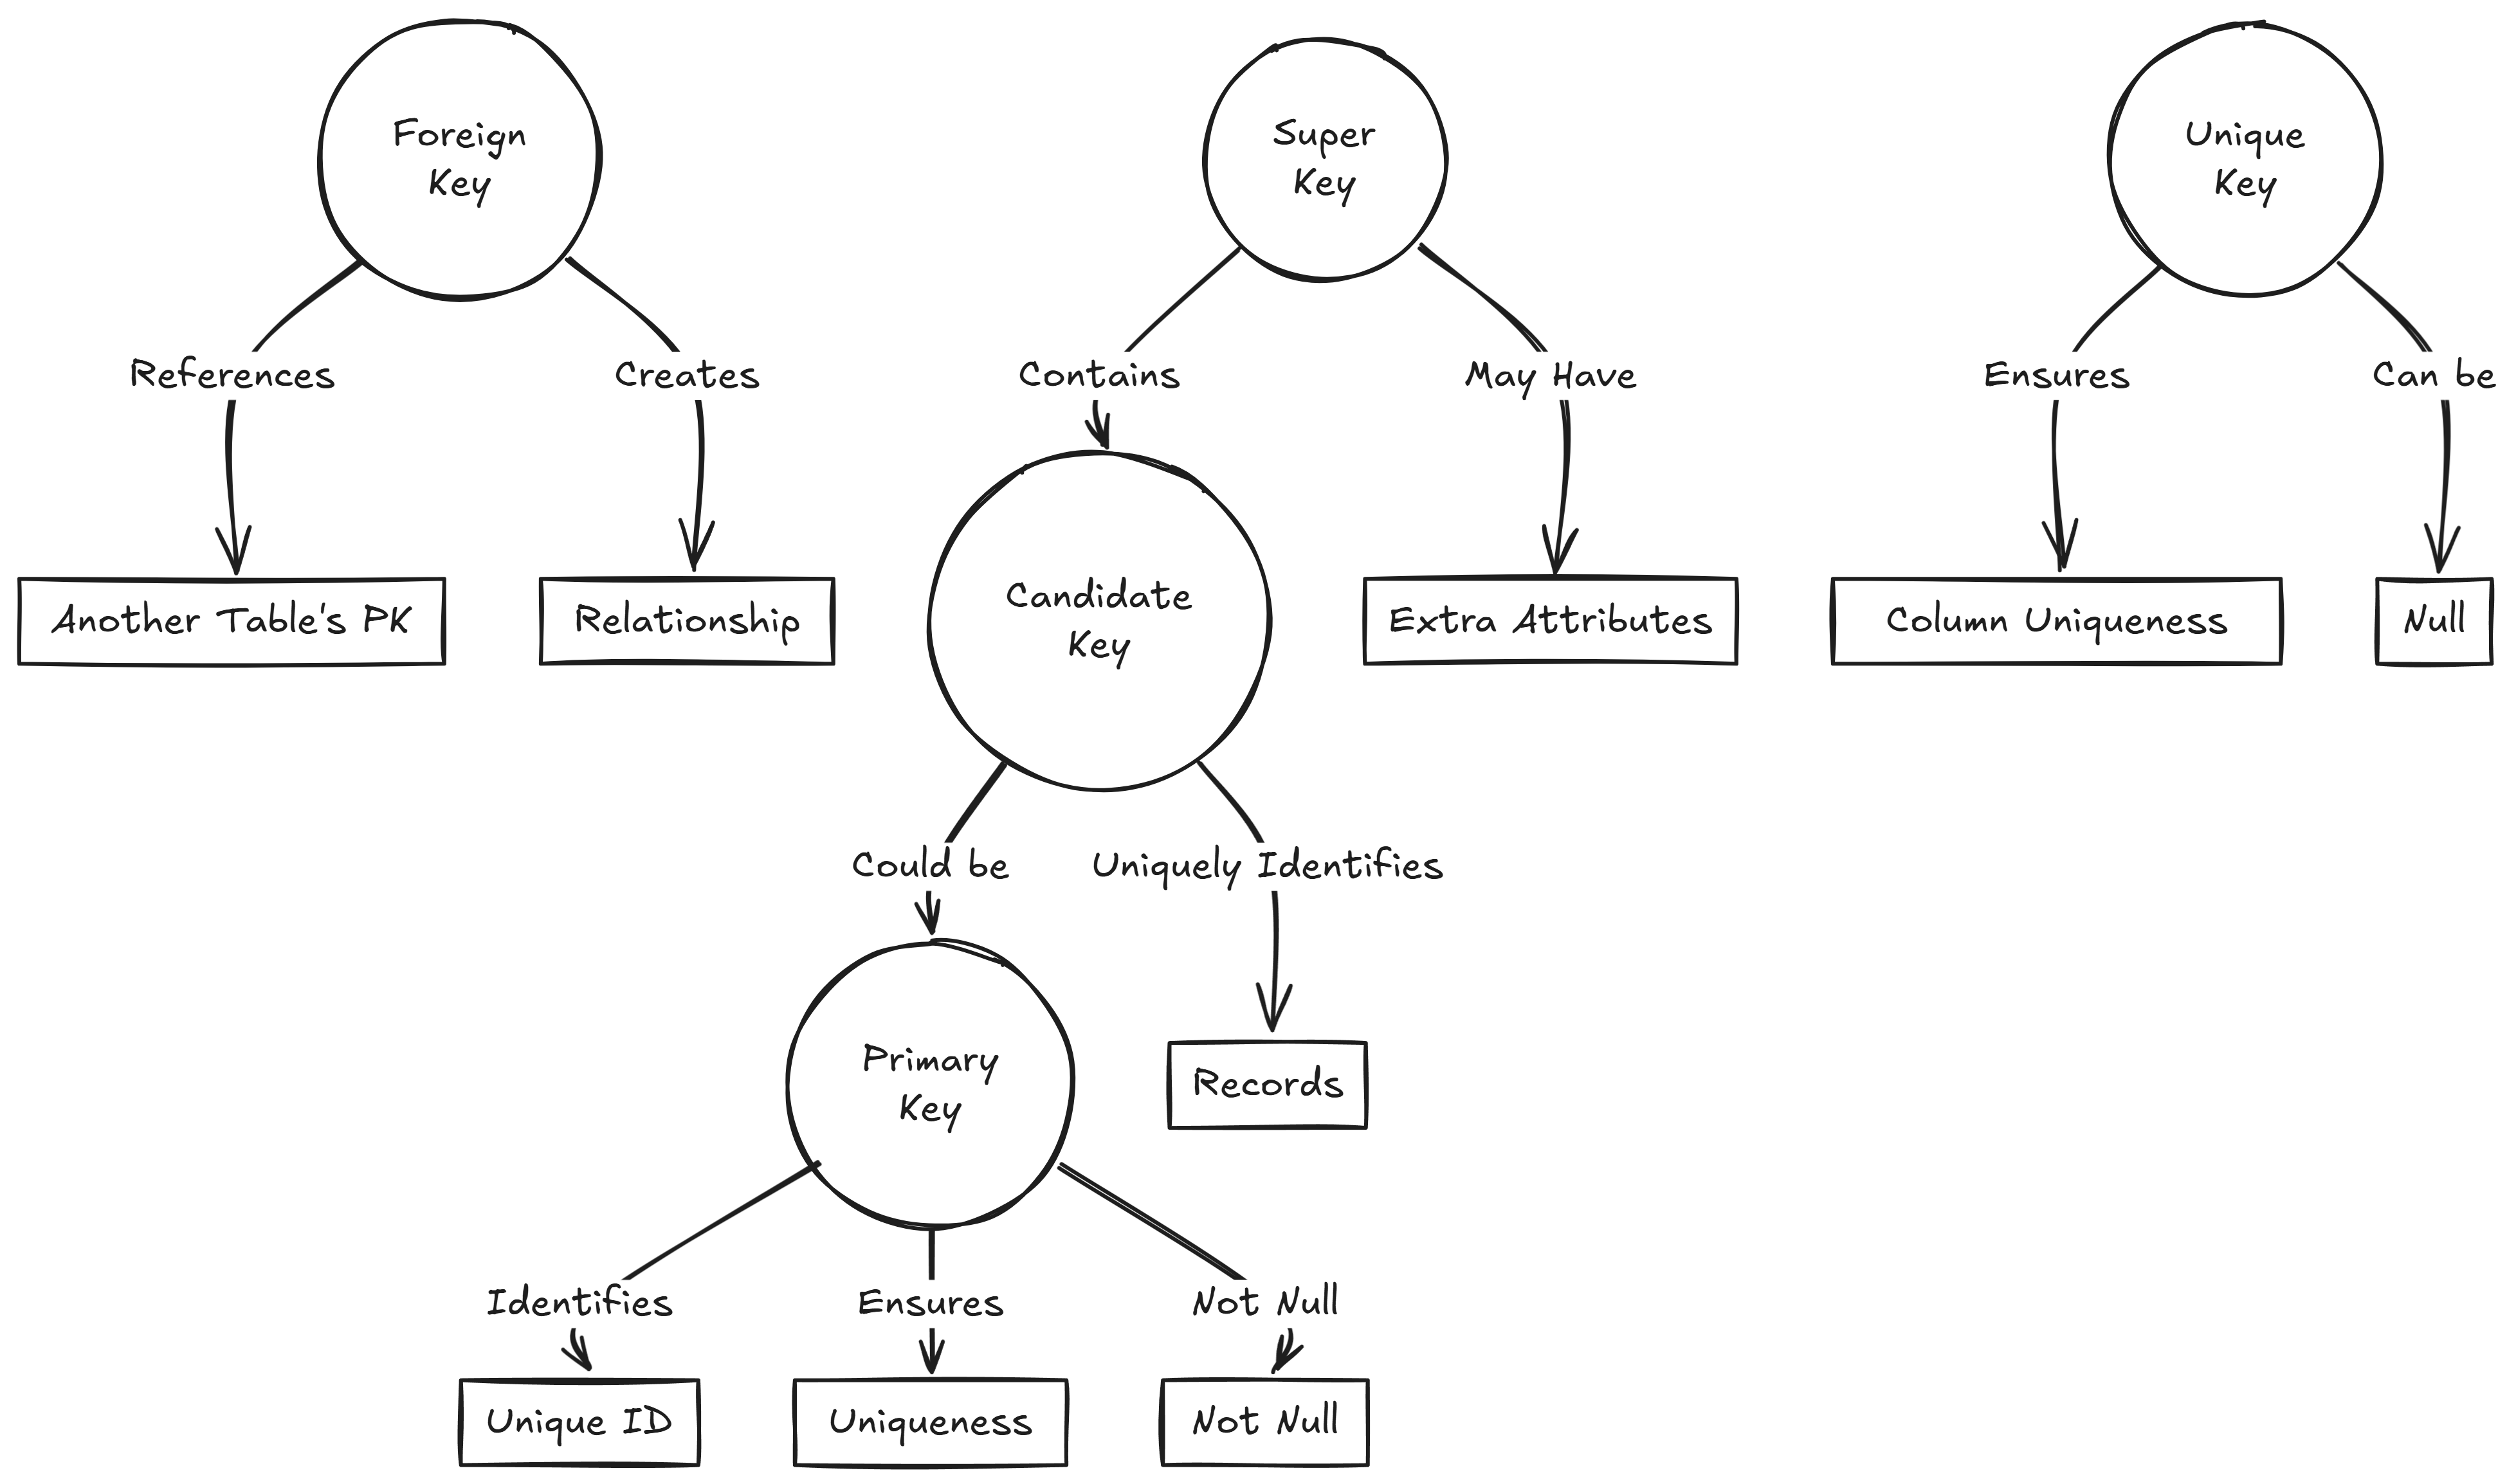 Foreign
Key
Super
Key
Unique
Key
References
Creates
Contains
May Have
Ensures
Can be
Another Table's PK
Relationship
Candidate
Key
Extra Attributes
Column Uniqueness
Null
Could be
Uniquely Identifies
Primary
Key
Records
Identifies
Ensures
Not Null
Unique ID
Uniqueness
Not Null